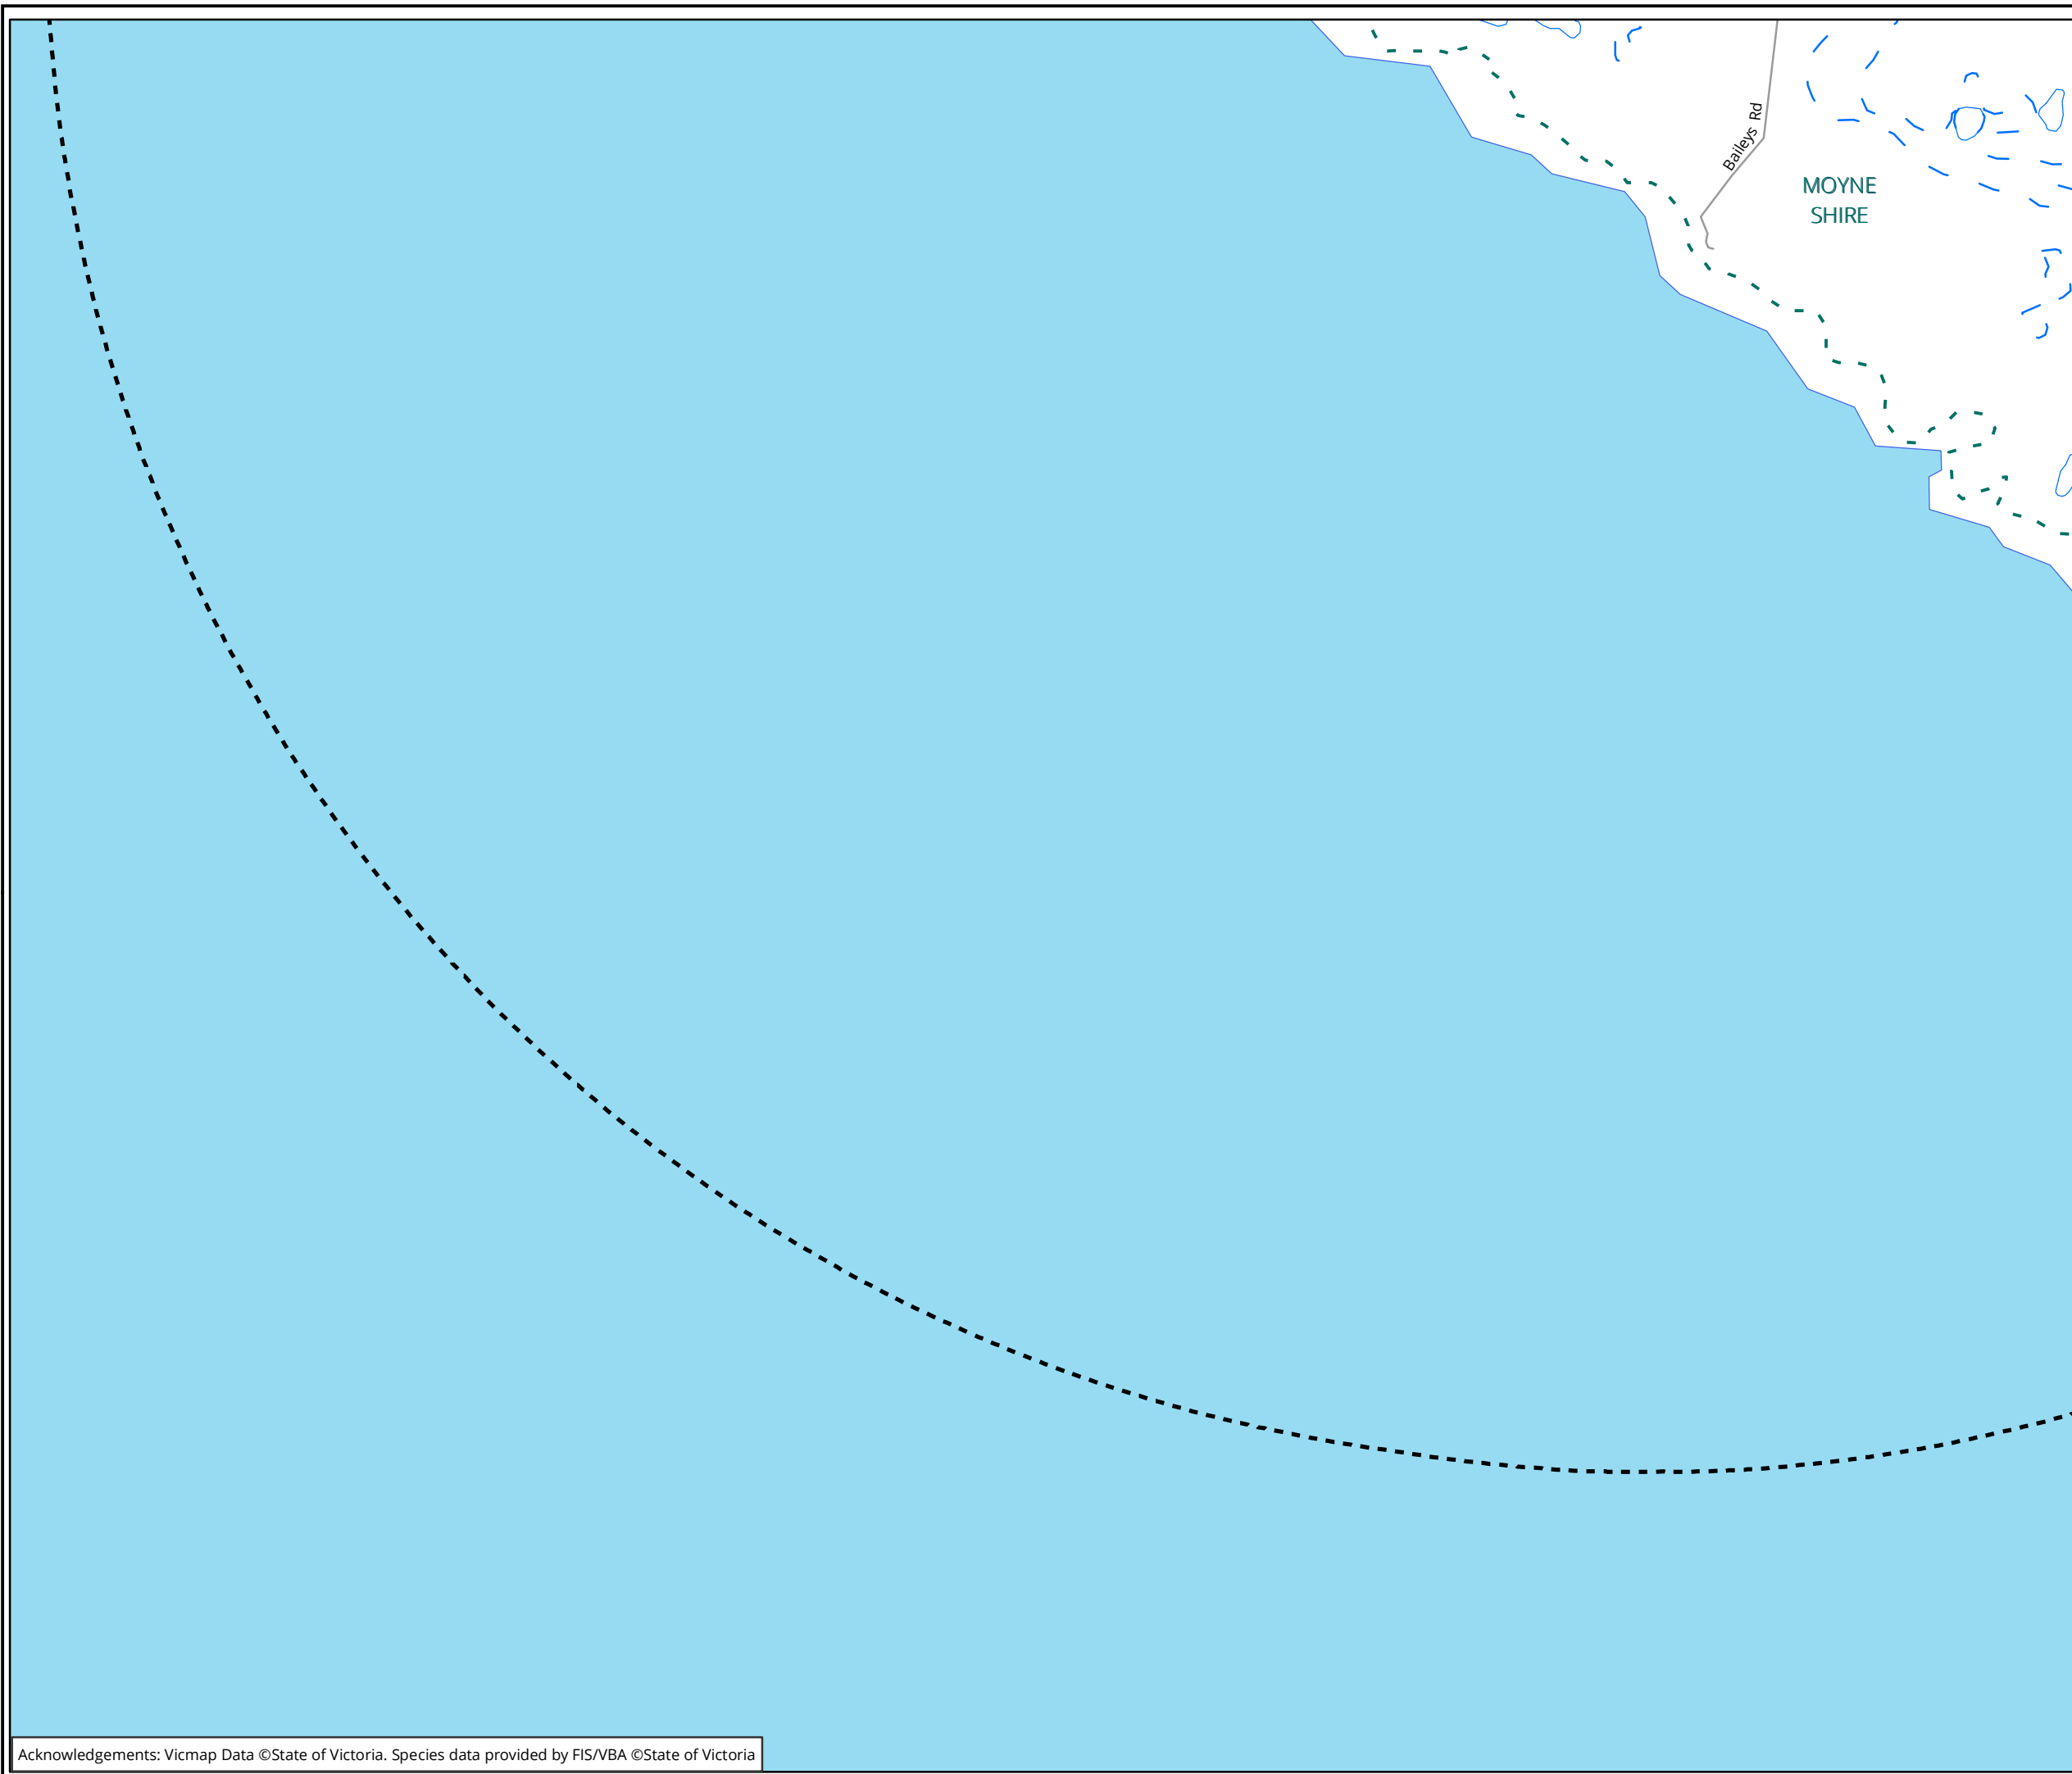 Baileys Rd
MOYNE
SHIRE
Acknowledgements: Vicmap Data ©State of Victoria. Species data provided by FIS/VBA ©State of Victoria